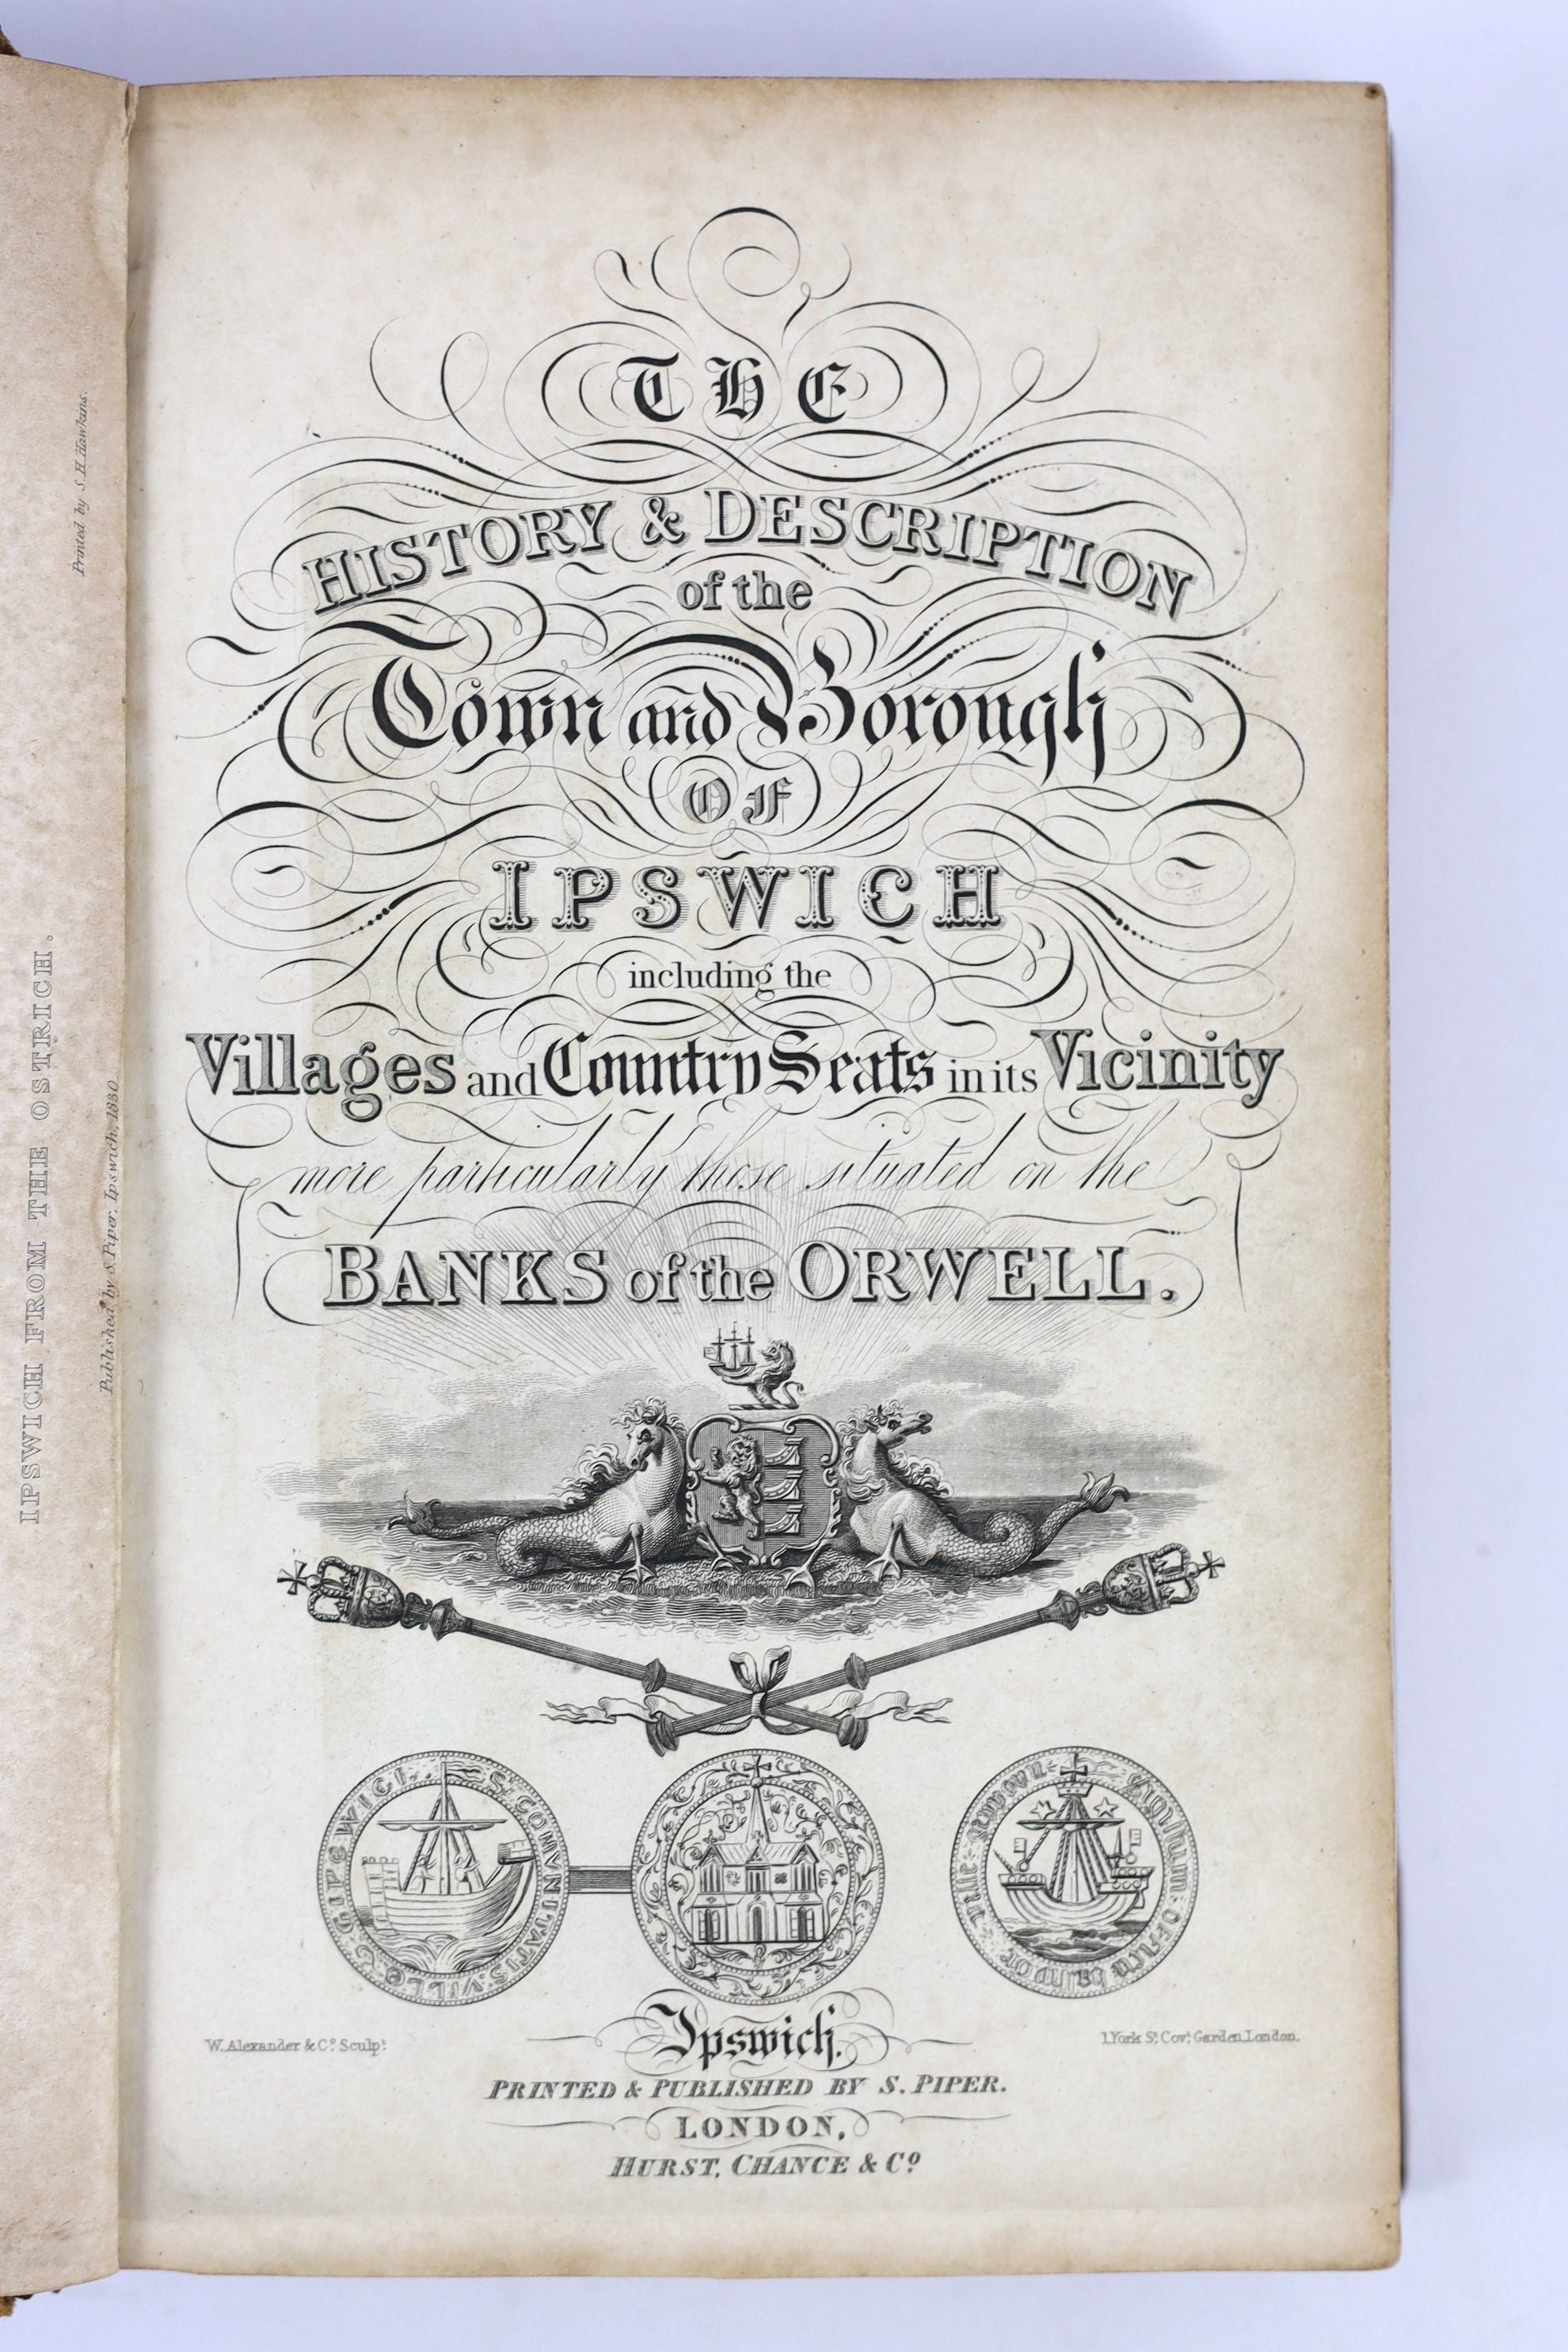 Printed by S.H.Hawkins.
IPSWICH FROM THE OSTRICH.
Published by S.Piper, Ipswich, 1830
THE
HISTORY & DESCRIPTION
of the
Town and Borough
OF
IPSWICH
including the
Villages and Country Seats in its Vicinity
more particularly those situated on the
BANKS of the ORWELL.
S: COMVNITATIS: VILLE: GIPEWICI
W. Alexander & Co. Sculpt.
1 York St. Covt. Garden, London.
Ipswich.
PRINTED & PUBLISHED BY S. PIPER.
LONDON,
HURST, CHANCE & Co